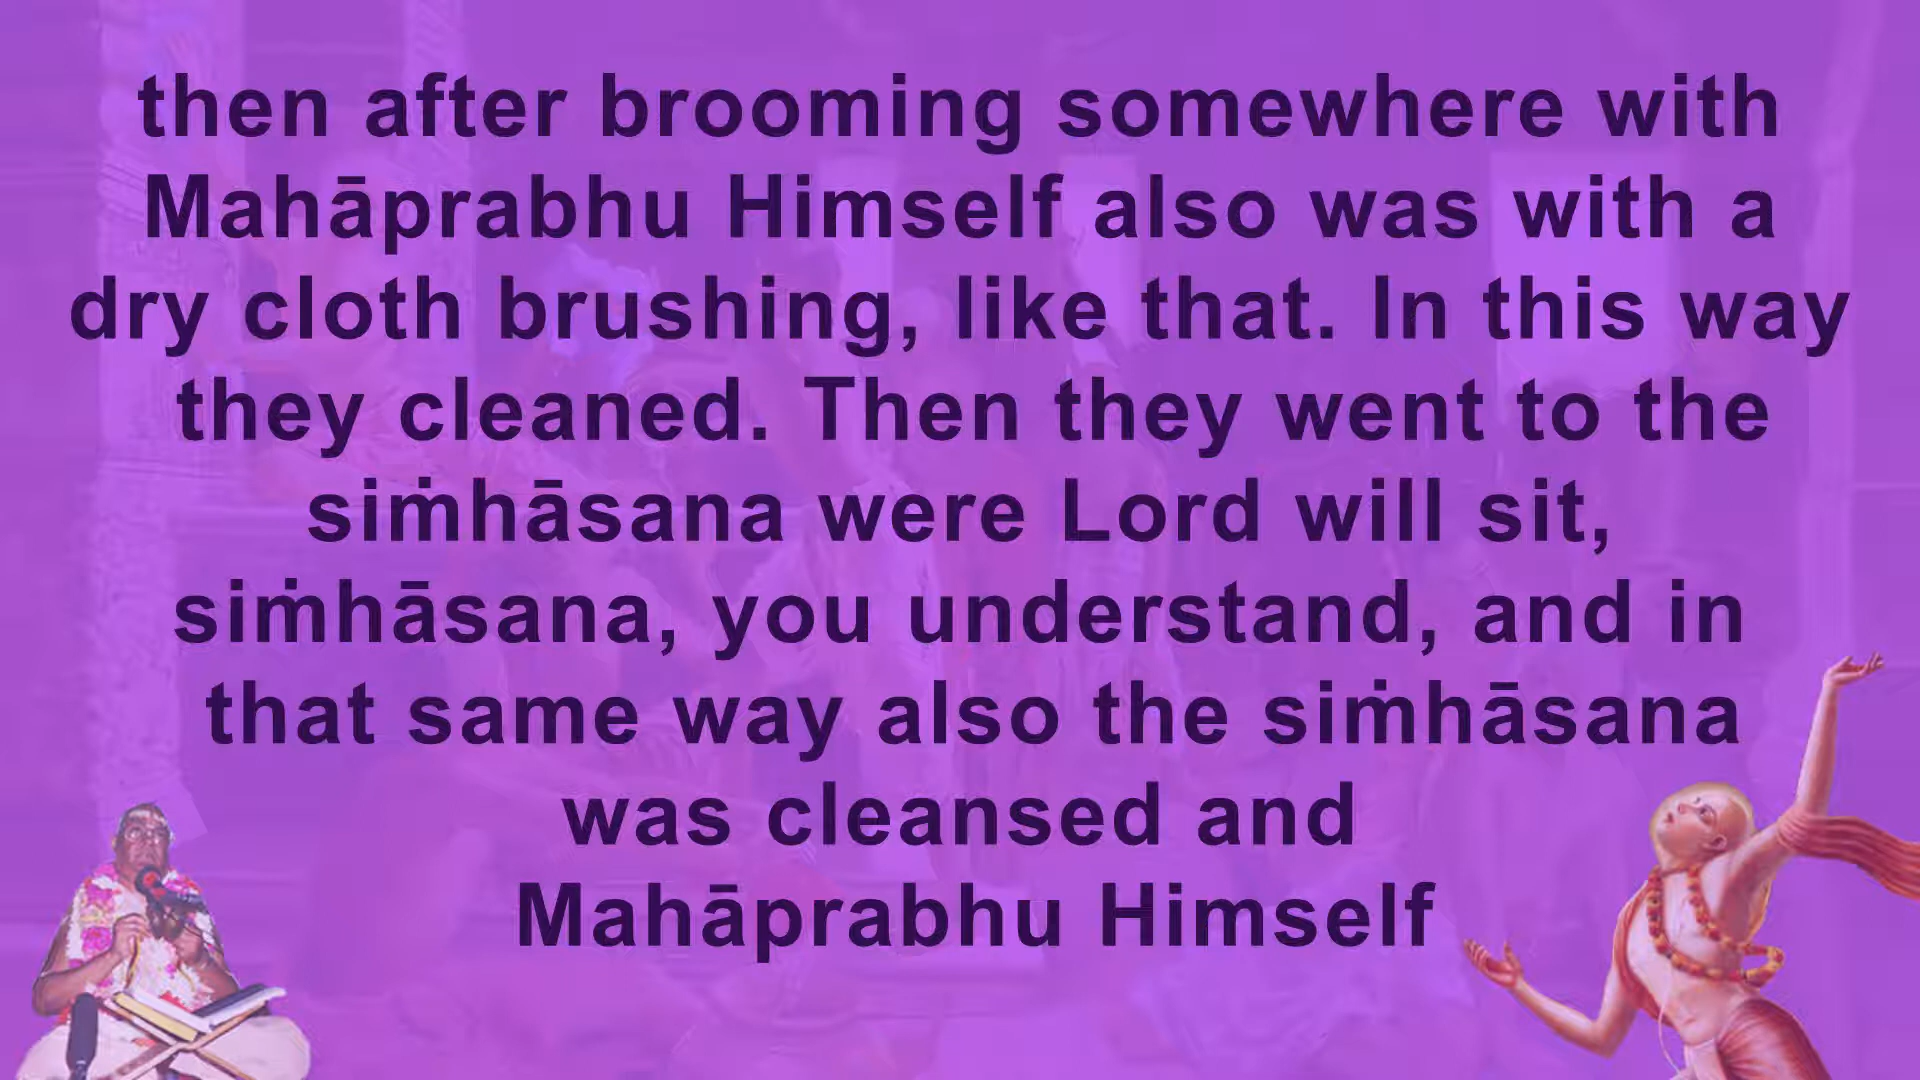 then after brooming somewhere with
Mahāprabhu Himself also was with a
dry cloth brushing, like that. In this way
they cleaned. Then they went to the
siṁhāsana were Lord will sit,
siṁhāsana, you understand, and in
that same way also the siṁhāsana
was cleansed and
Mahāprabhu Himself